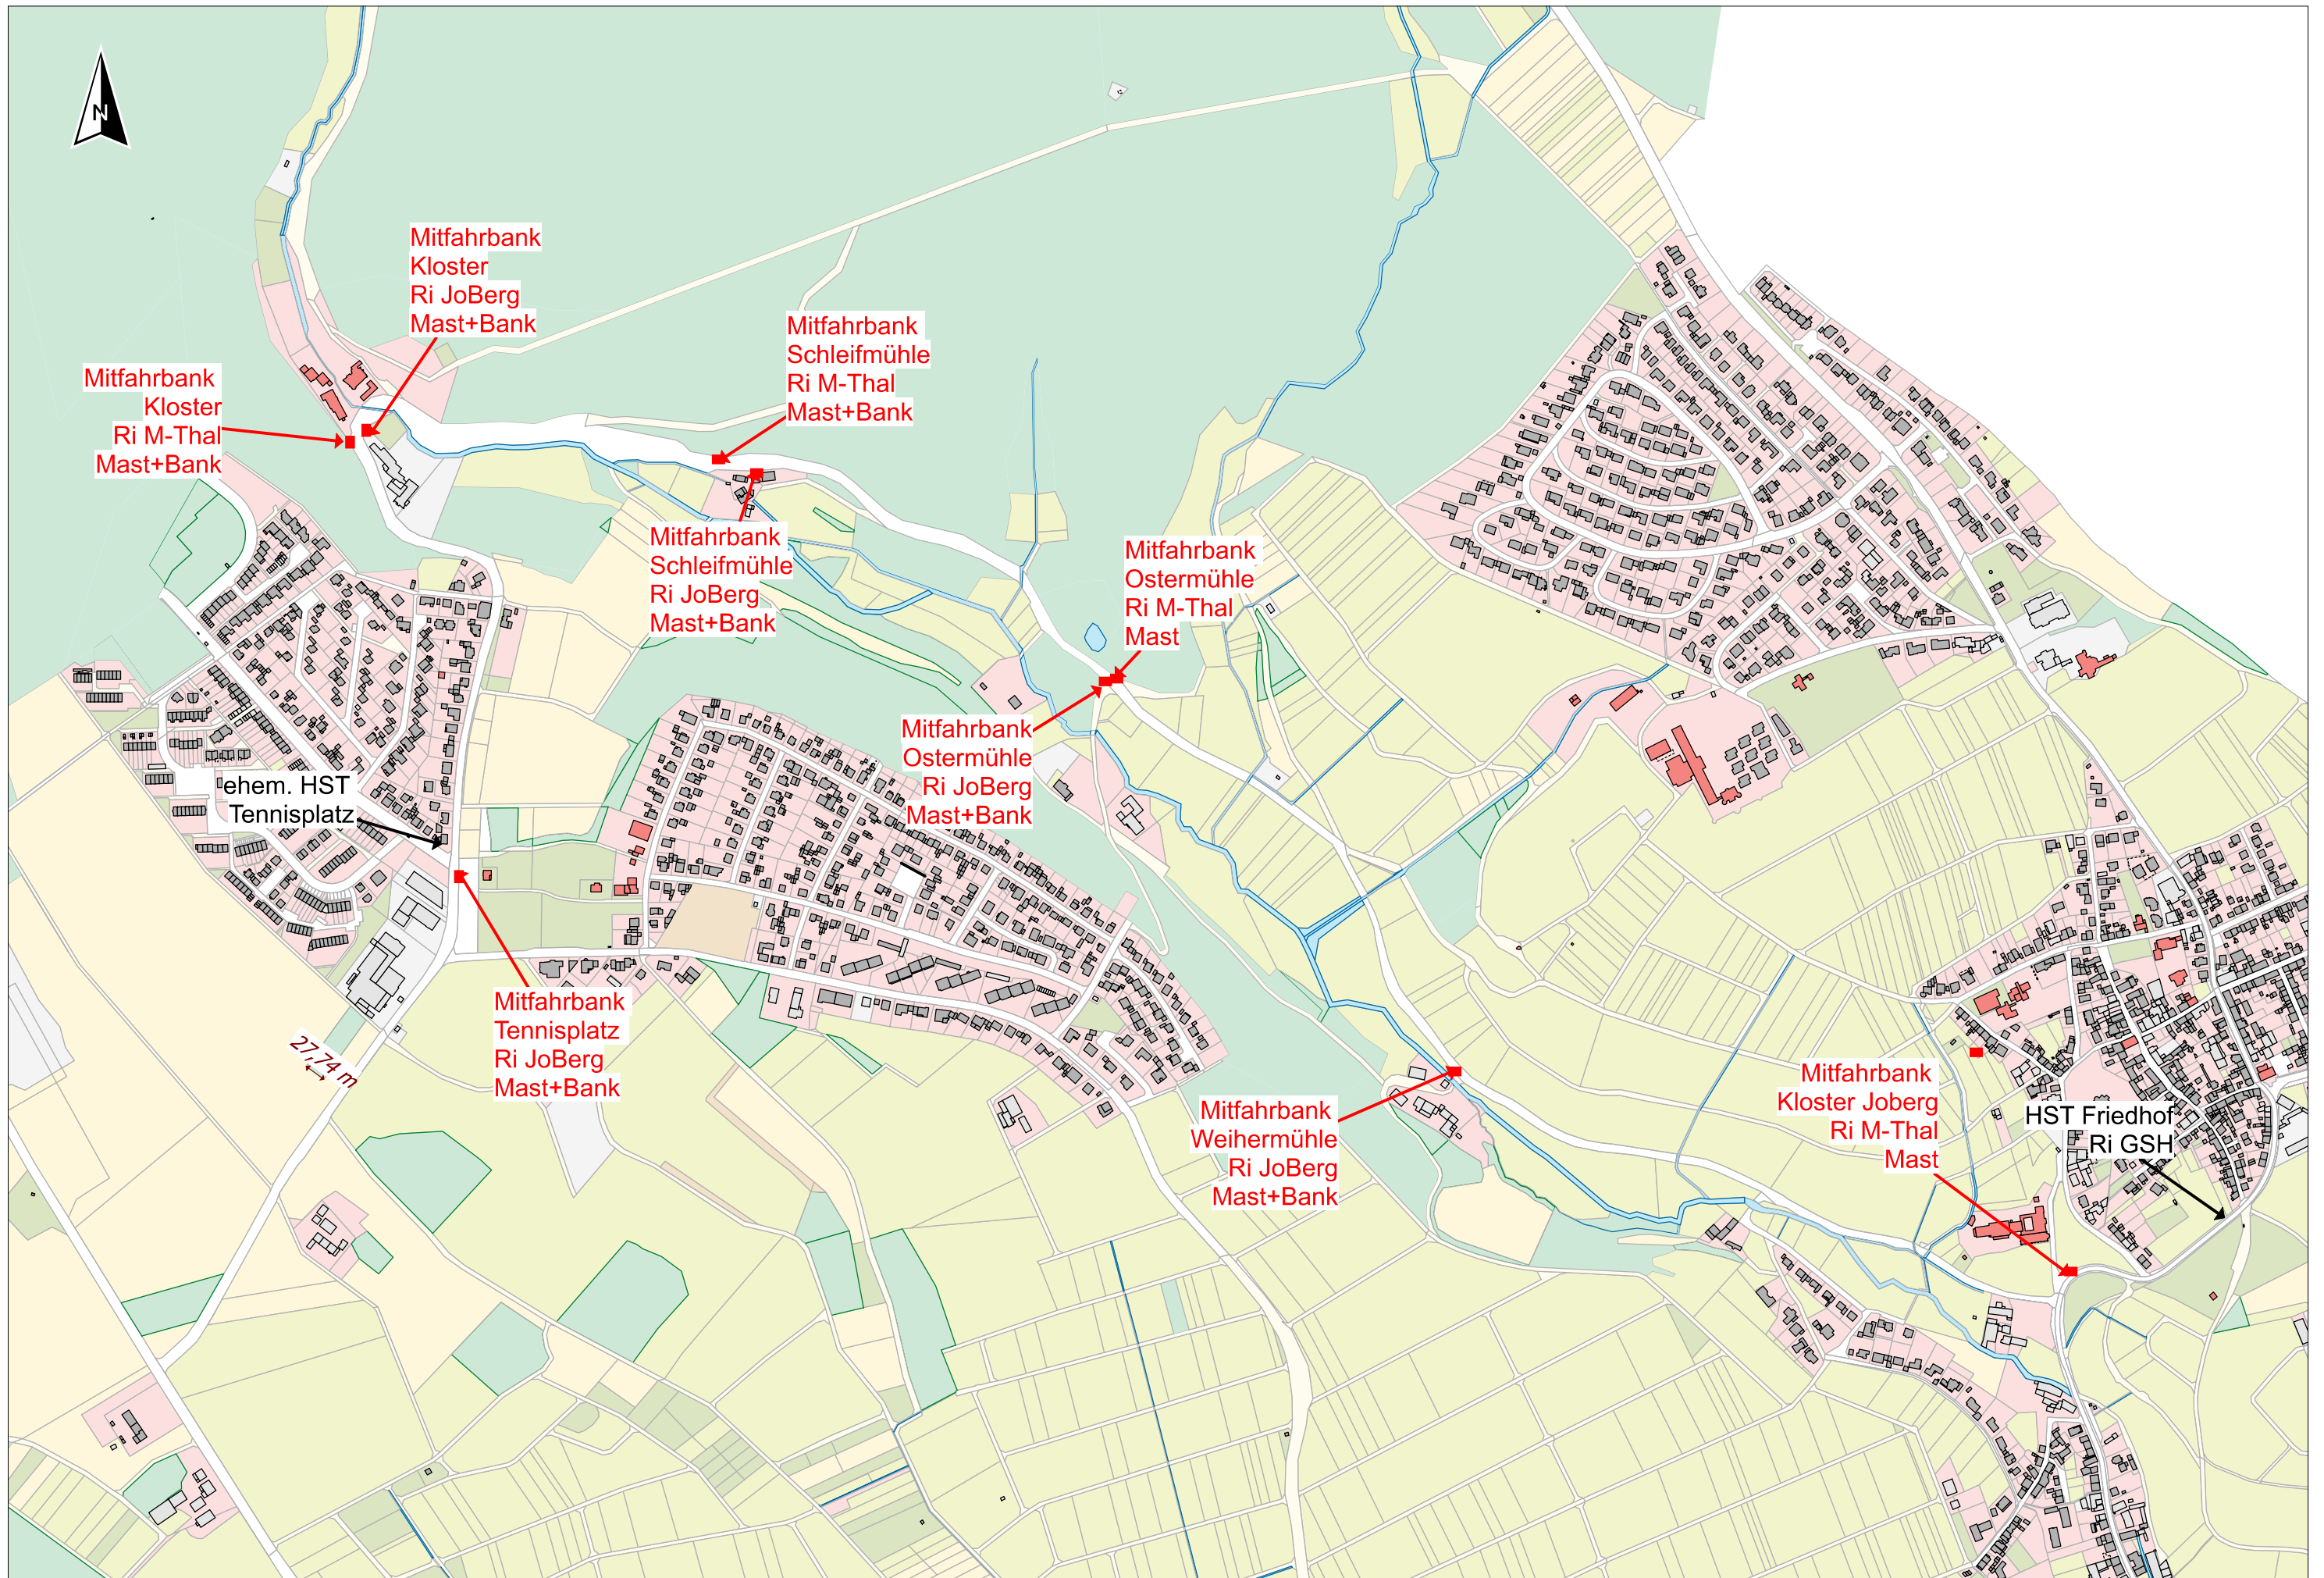 N
Mitfahrbank
Kloster
Ri JoBerg
Mast+Bank
Mitfahrbank
Schleifmühle
Ri M-Thal
Mast+Bank
Mitfahrbank
Kloster
Ri M-Thal
Mast+Bank
Mitfahrbank
Schleifmühle
Ri JoBerg
Mast+Bank
Mitfahrbank
Ostermühle
Ri M-Thal
Mast
Mitfahrbank
Ostermühle
Ri JoBerg
Mast+Bank
ehem. HST
Tennisplatz
Mitfahrbank
Tennisplatz
Ri JoBerg
Mast+Bank
27,74 m
Mitfahrbank
Weihermühle
Ri JoBerg
Mast+Bank
Mitfahrbank
Kloster Joberg
Ri M-Thal
Mast
HST Friedhof
Ri GSH